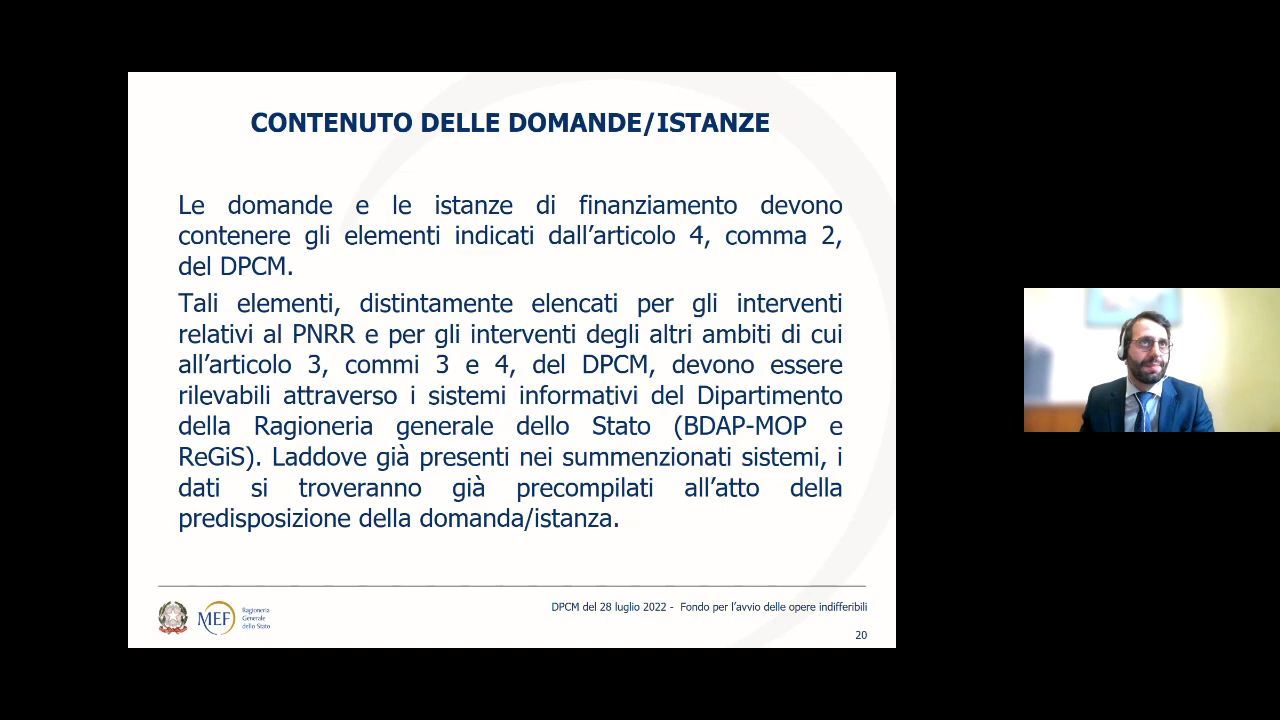 CONTENUTO DELLE DOMANDE/ISTANZE
Le domande e le istanze di finanziamento devono
contenere gli elementi indicati dall’articolo 4, comma 2,
del DPCM.
Tali elementi, distintamente elencati per gli interventi
relativi al PNRR e per gli interventi degli altri ambiti di cui
all’articolo 3, commi 3 e 4, del DPCM, devono essere
rilevabili attraverso i sistemi informativi del Dipartimento
della Ragioneria generale dello Stato (BDAP-MOP e
ReGiS). Laddove già presenti nei summenzionati sistemi, i
dati si troveranno già precompilati all’atto della
predisposizione della domanda/istanza.
MEF
Ragioneria
Generale
dello Stato
DPCM del 28 luglio 2022 - Fondo per l’avvio delle opere indifferibili
20